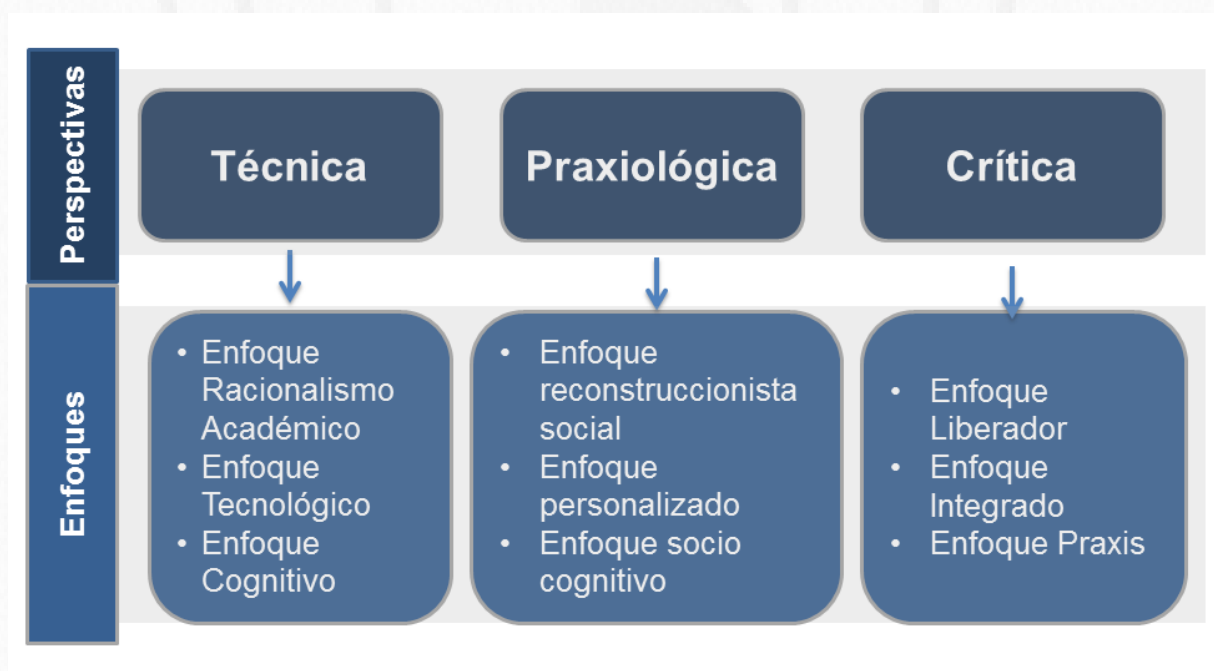 Perspectivas
Técnica
Praxiológica
Crítica
Enfoques
• Enfoque
Racionalismo
Académico
• Enfoque
Tecnológico
• Enfoque
Cognitivo
• Enfoque
reconstruccionista
social
• Enfoque
personalizado
• Enfoque socio
cognitivo
• Enfoque
Liberador
• Enfoque
Integrado
• Enfoque Praxis